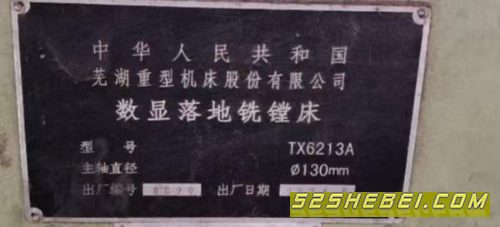 中华人民共和国
芜湖重型机床股份有限公司
数显落地铣镗床
型号 TX6213A
主轴直径 Ø130mm
出厂编号 出厂日期
52SHEBEI.COM